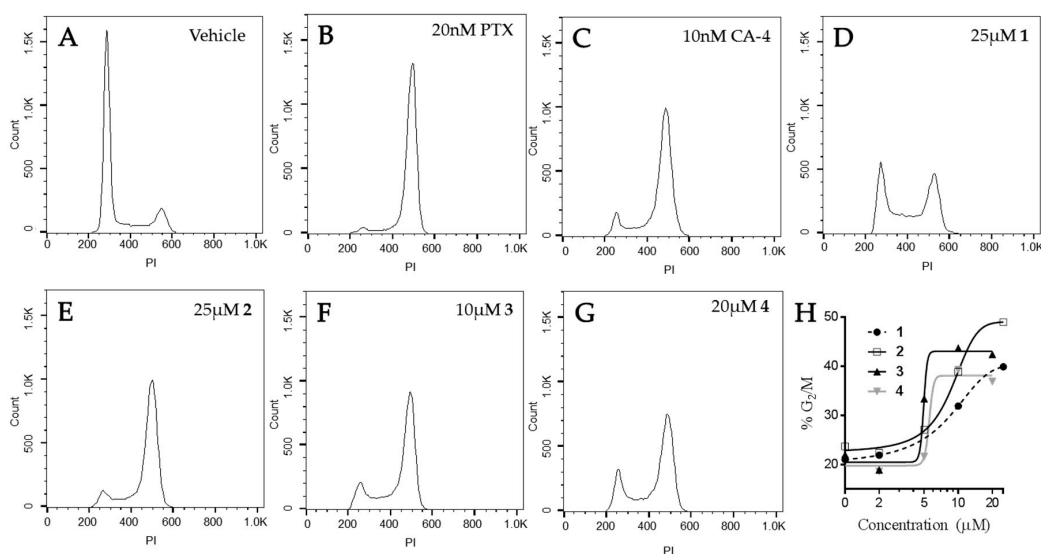 A
Vehicle
1.5K
1.0K
500
0
Count
0
200
400
600
800
1.0K
PI
B
20nM PTX
1.5K
1.0K
500
0
Count
0
200
400
600
800
1.0K
PI
C
10nM CA-4
1.5K
1.0K
500
0
Count
0
200
400
600
800
1.0K
PI
D
25µM 1
1.5K
1.0K
500
0
Count
0
200
400
600
800
1.0K
PI
E
25µM 2
1.5K
1.0K
500
0
Count
0
200
400
600
800
1.0K
PI
F
10µM 3
1.5K
1.0K
500
0
Count
0
200
400
600
800
1.0K
PI
G
20µM 4
1.5K
1.0K
500
0
Count
0
200
400
600
800
1.0K
PI
H
1
2
3
4
50
40
30
20
% G2/M
0
2
5
10
20
Concentration (µM)